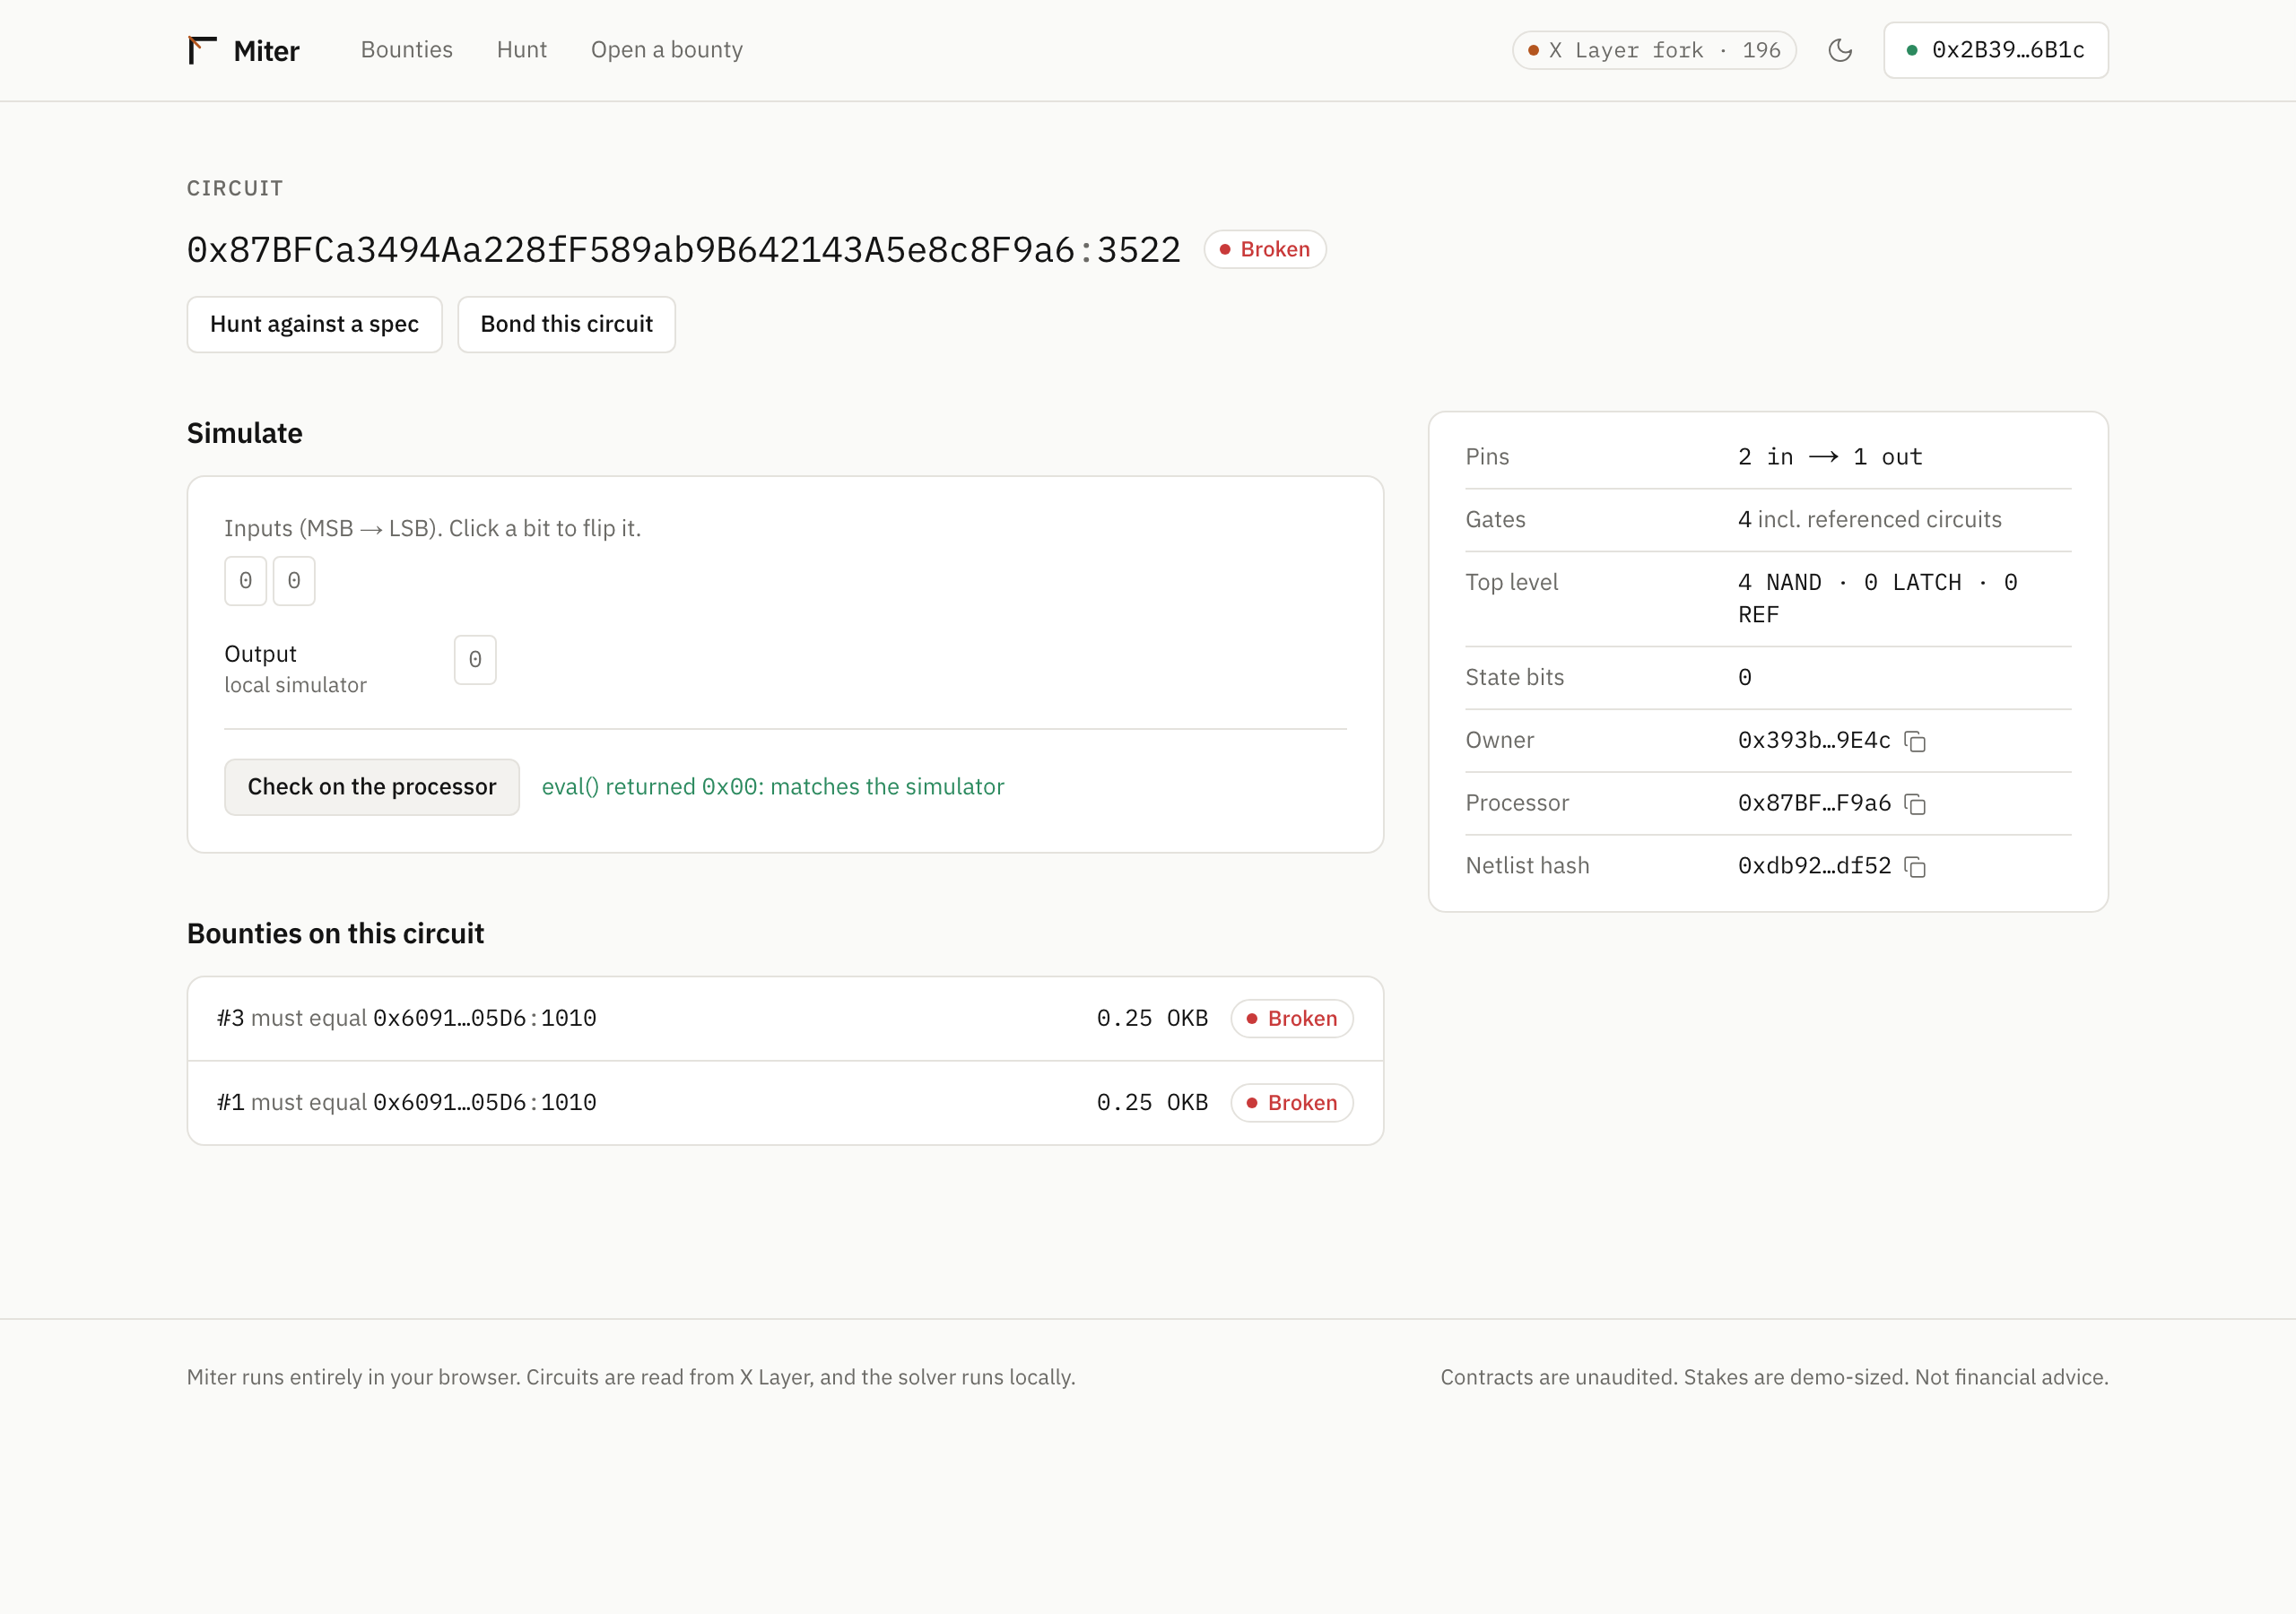 Miter
Bounties
Hunt
Open a bounty
X Layer fork · 196
0x2B39…6B1c
CIRCUIT
0x87BFCa3494Aa228fF589ab9B642143A5e8c8F9a6:3522
Broken
Hunt against a spec
Bond this circuit
Simulate
Inputs (MSB → LSB). Click a bit to flip it.
0 0
Output
local simulator
0
Check on the processor
eval() returned 0x00: matches the simulator
Pins
2 in → 1 out
Gates
4 incl. referenced circuits
Top level
4 NAND · 0 LATCH · 0
REF
State bits
0
Owner
0x393b…9E4c
Processor
0x87BF…F9a6
Netlist hash
0xdb92…df52
Bounties on this circuit
#3 must equal 0x6091…05D6:1010
0.25 OKB
Broken
#1 must equal 0x6091…05D6:1010
0.25 OKB
Broken
Miter runs entirely in your browser. Circuits are read from X Layer, and the solver runs locally.
Contracts are unaudited. Stakes are demo-sized. Not financial advice.